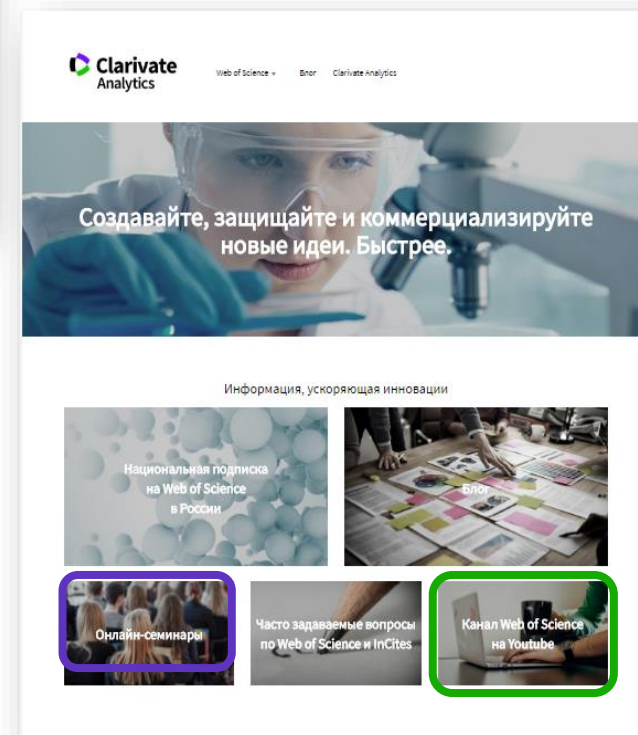 Clarivate
Analytics
Web of Science
Блог
Clarivate Analytics
Создавайте, защищайте и коммерциализируйте
новые идеи. Быстрее.
Информация, ускоряющая инновации
Национальная подписка
на Web of Science
в России
Блог
Онлайн-семинары
Часто задаваемые вопросы
по Web of Science и InCites
Канал Web of Science
на Youtube